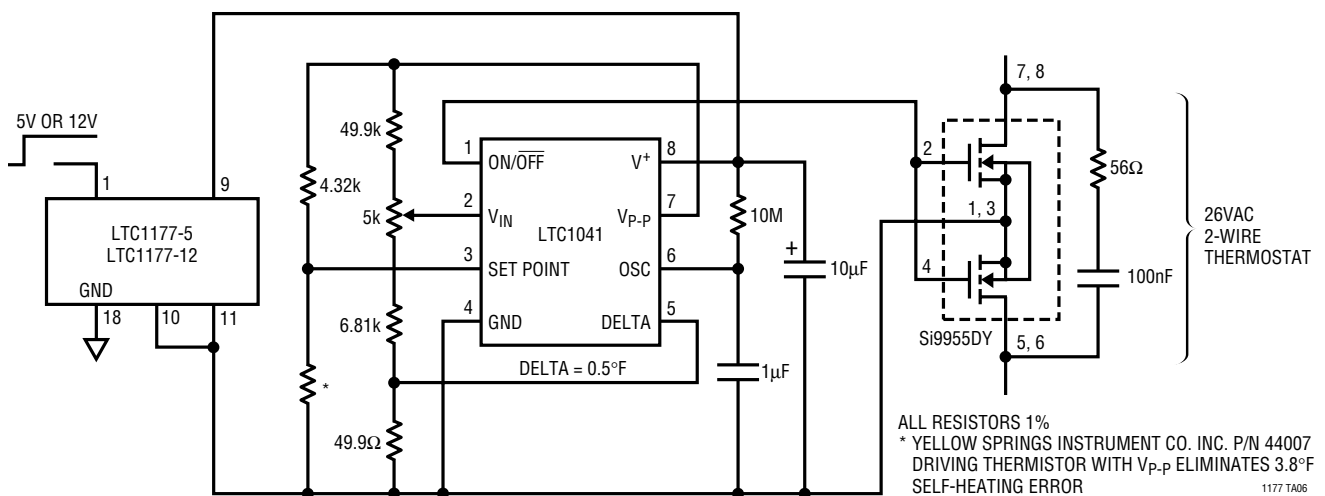 5V OR 12V
1
9
LTC1177-5
LTC1177-12
GND
18
10
11
49.9k
4.32k
5k
6.81k
*
49.9Ω
1
ON/OFF
V+
8
2
VIN
VP-P
7
LTC1041
3
SET POINT
OSC
6
4
GND
DELTA
5
DELTA = 0.5°F
10M
+
10µF
1µF
7, 8
2
1, 3
4
Si9955DY
5, 6
56Ω
100nF
26VAC
2-WIRE
THERMOSTAT
ALL RESISTORS 1%
* YELLOW SPRINGS INSTRUMENT CO. INC. P/N 44007
DRIVING THERMISTOR WITH VP-P ELIMINATES 3.8°F
SELF-HEATING ERROR
1177 TA06